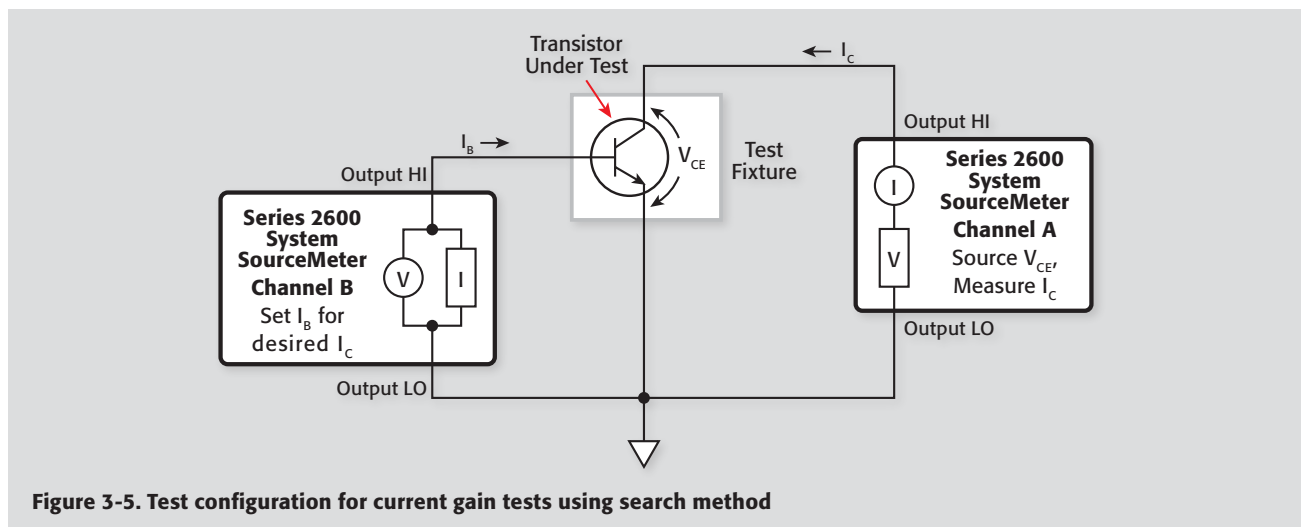 Transistor
Under Test
← I_C
I_B →
V_CE
Test
Fixture
Output HI
Series 2600
System
SourceMeter
Channel B
Set I_B for
desired I_C
V
I
Output LO
Output HI
I
V
Series 2600
System
SourceMeter
Channel A
Source V_CE,
Measure I_C
Output LO
Figure 3-5. Test configuration for current gain tests using search method